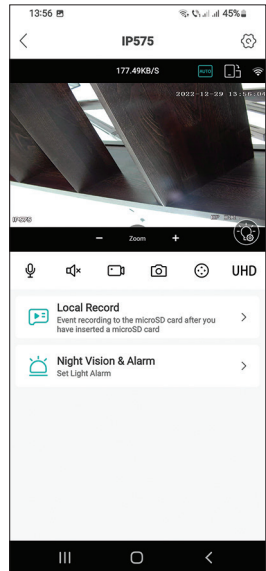 13:56 45%
IP575
177.49KB/S AUTO
2022-12-29 13:56:04
IP575
− Zoom +
UHD
Local Record
Event recording to the microSD card after you
have inserted a microSD card
Night Vision & Alarm
Set Light Alarm